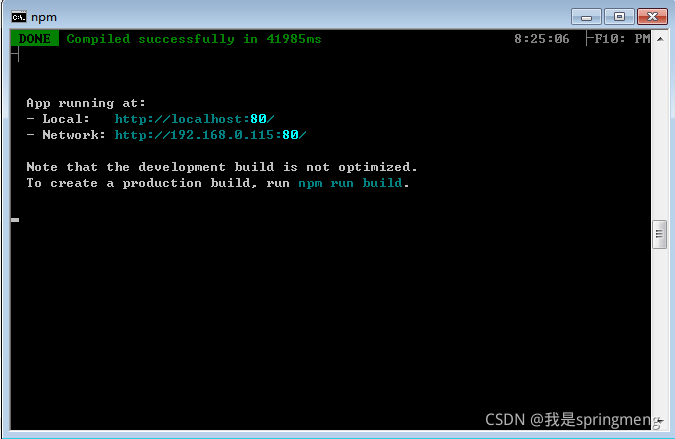 npm
DONE Compiled successfully in 41985ms 8:25:06 ├F10: PM
┤
App running at:
- Local: http://localhost:80/
- Network: http://192.168.0.115:80/
Note that the development build is not optimized.
To create a production build, run npm run build.
CSDN @我是springmeng